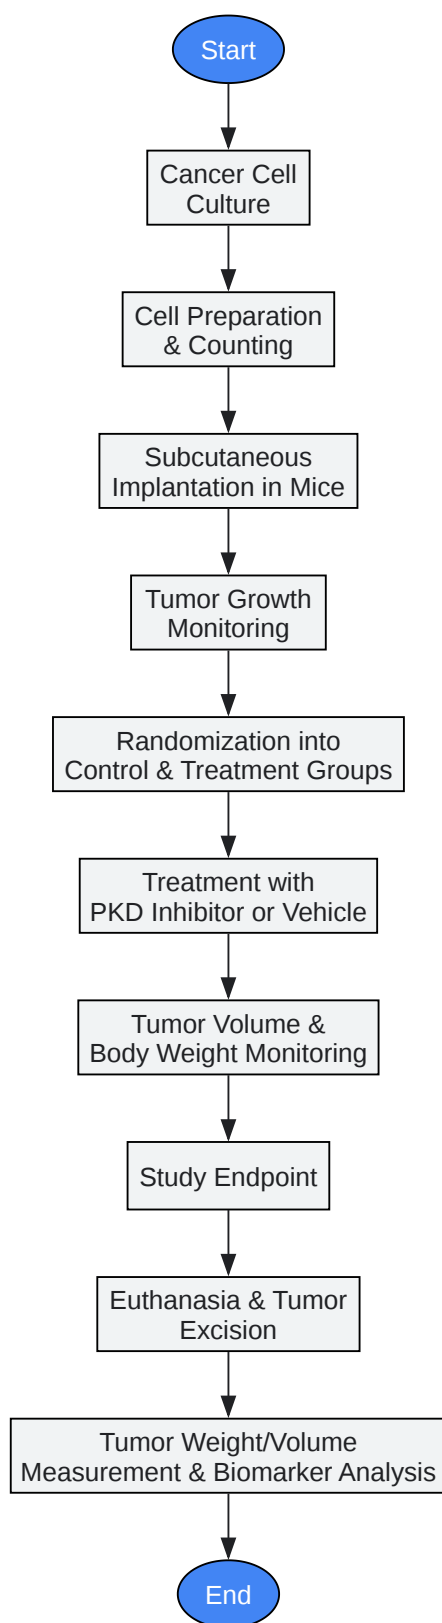 Start
Cancer Cell
Culture
Cell Preparation
& Counting
Subcutaneous
Implantation in Mice
Tumor Growth
Monitoring
Randomization into
Control & Treatment Groups
Treatment with
PKD Inhibitor or Vehicle
Tumor Volume &
Body Weight Monitoring
Study Endpoint
Euthanasia & Tumor
Excision
Tumor Weight/Volume
Measurement & Biomarker Analysis
End